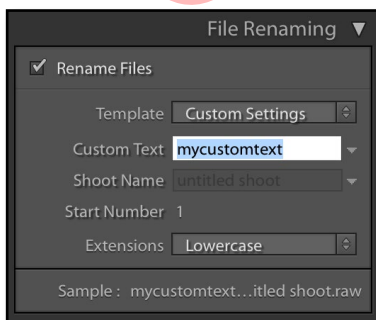 File Renaming
Rename Files
Template Custom Settings
Custom Text mycustomtext
Shoot Name untitled shoot
Start Number 1
Extensions Lowercase
Sample : mycustomtext…itled shoot.raw